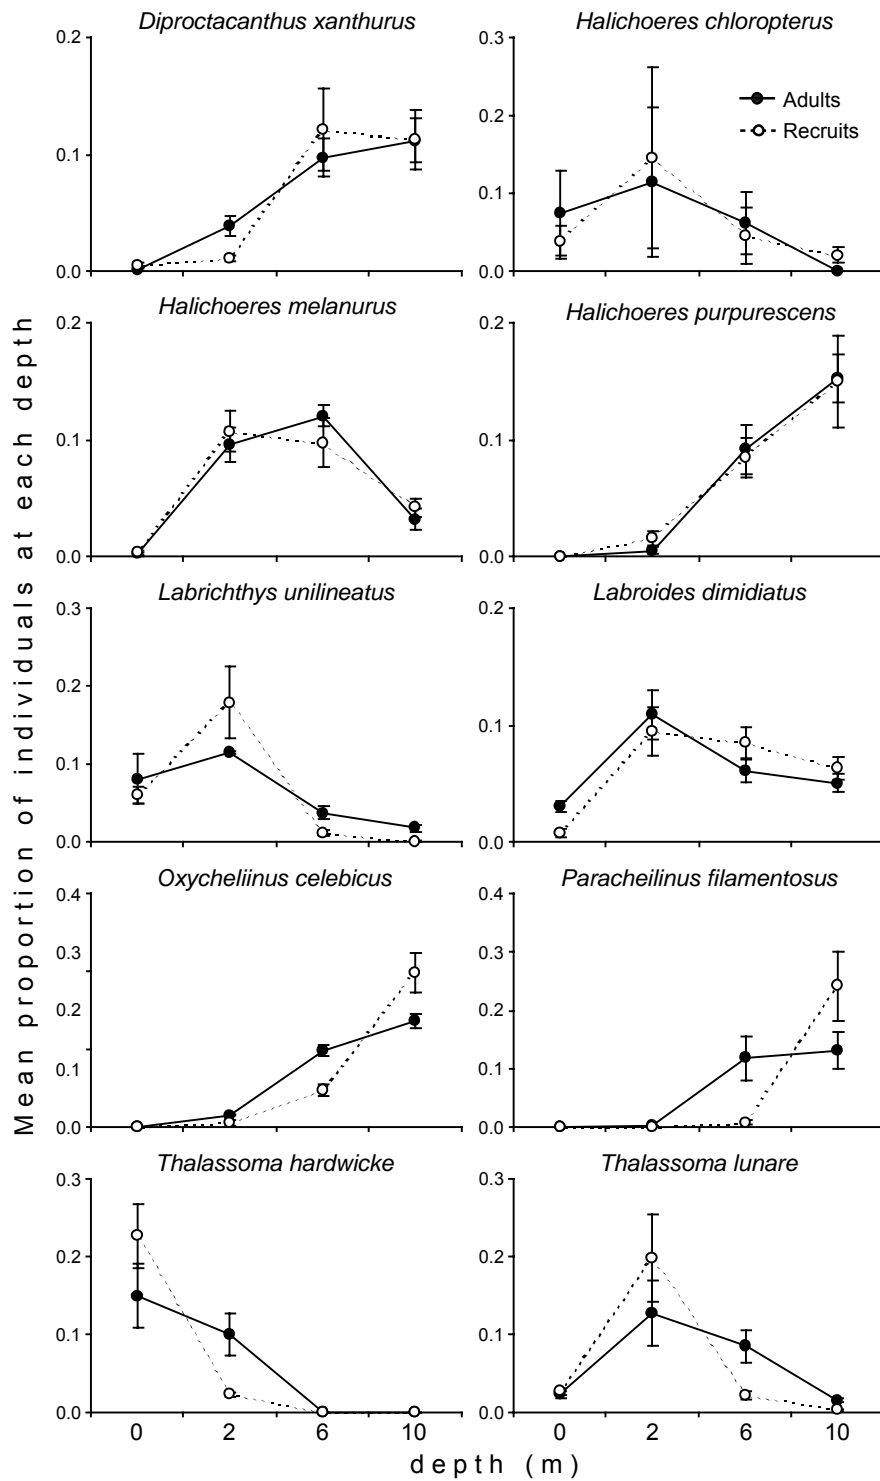 Diproctacanthus xanthurus
0.2
0.1
0.0
Halichoeres chloropterus
0.3
0.2
0.1
0.0
Adults
Recruits
Halichoeres melanurus
0.2
0.1
0.0
Halichoeres purpurescens
0.2
0.1
0.0
Labrichthys unilineatus
0.3
0.2
0.1
0.0
Labroides dimidiatus
0.2
0.1
0.0
Oxycheliinus celebicus
0.4
0.3
0.2
0.1
0.0
Paracheilinus filamentosus
0.4
0.3
0.2
0.1
0.0
Thalassoma hardwicke
0.3
0.2
0.1
0.0
0 2 6 10
Thalassoma lunare
0.3
0.2
0.1
0.0
0 2 6 10
Mean proportion of individuals at each depth
depth (m)